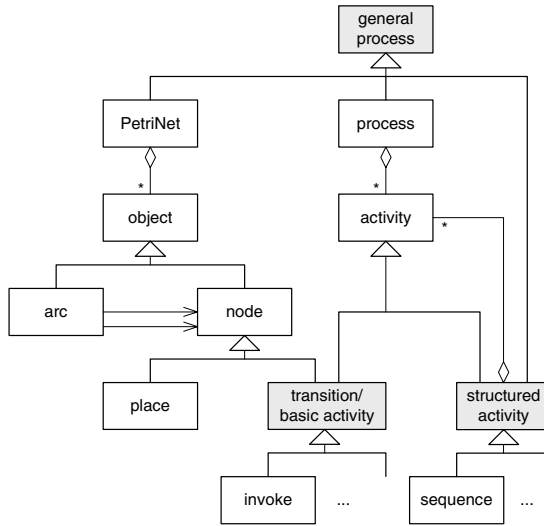 general
process
PetriNet
process
*
*
object
activity
*
arc
node
place
transition/
basic activity
structured
activity
invoke
...
sequence
...